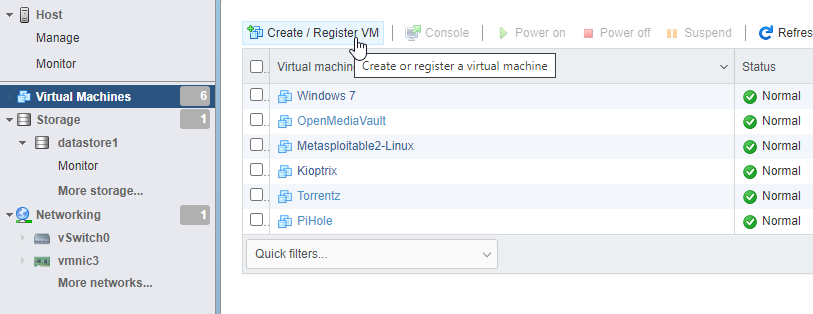 Host
Manage
Monitor
Virtual Machines 6
Storage 1
datastore1
Monitor
More storage...
Networking 1
vSwitch0
vmnic3
More networks...
Create / Register VM Console Power on Power off Suspend Refres
Virtual machin Status
Create or register a virtual machine
Windows 7 Normal
OpenMediaVault Normal
Metasploitable2-Linux Normal
Kioptrix Normal
Torrentz Normal
PiHole Normal
Quick filters...